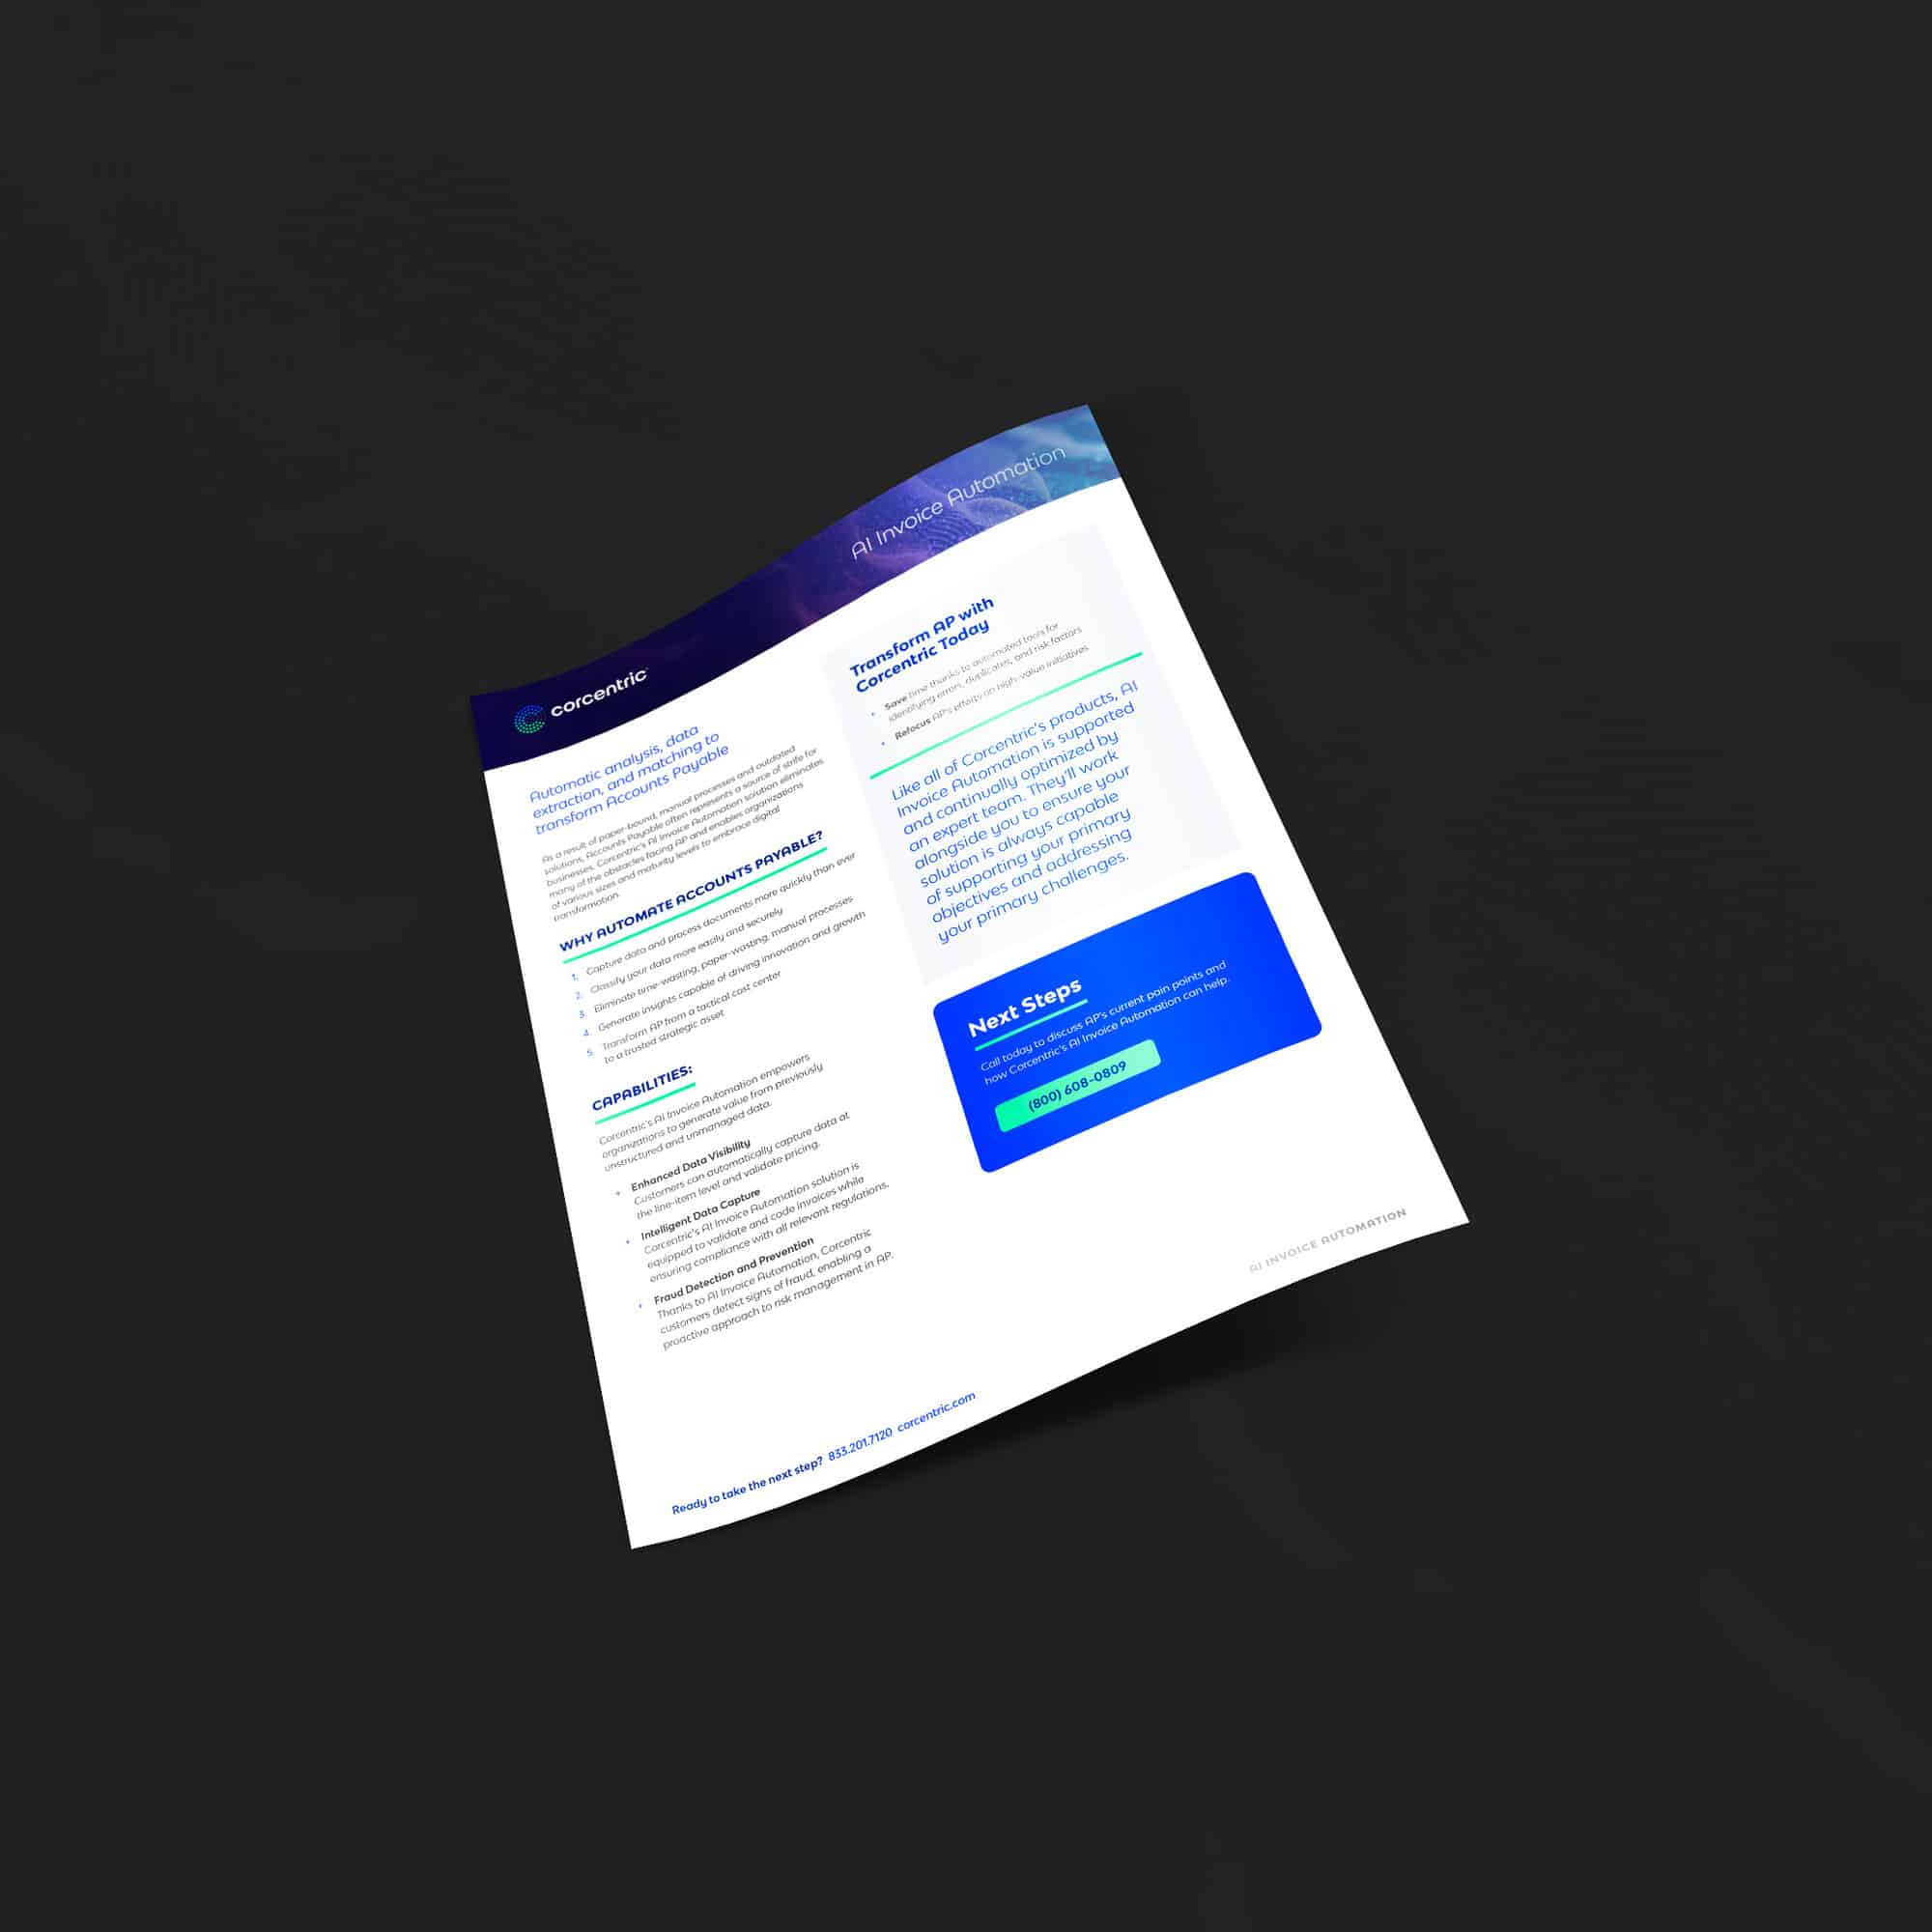 corcentric
AI Invoice Automation
Automatic analysis, data
extraction, and matching to
transform Accounts Payable
As a result of paper-bound, manual processes and outdated
solutions, Accounts Payable often represents a source of strife for
businesses. Corcentric's AI Invoice Automation solution eliminates
many of the obstacles facing AP and enables organizations
of various sizes and maturity levels to embrace digital
transformation.
WHY AUTOMATE ACCOUNTS PAYABLE?
1. Capture data and process documents more quickly than ever
2. Classify your data more easily and securely
3. Eliminate time-wasting, paper-wasting, manual processes
4. Generate insights capable of driving innovation and growth
5. Transform AP from a tactical cost center
to a trusted strategic asset
CAPABILITIES:
Corcentric's AI Invoice Automation empowers
organizations to generate value from previously
unstructured and unmanaged data.
• Enhanced Data Visibility
Customers can automatically capture data at
the line-item level and validate pricing.
• Intelligent Data Capture
Corcentric's AI Invoice Automation solution is
equipped to validate and code invoices while
ensuring compliance with all relevant regulations.
• Fraud Detection and Prevention
Thanks to AI Invoice Automation, Corcentric
customers detect signs of fraud, enabling a
proactive approach to risk management in AP.
Transform AP with
Corcentric Today
• Save time thanks to automated tools for
identifying errors, duplicates, and risk factors
• Refocus AP's efforts on high-value initiatives
Like all of Corcentric's products, AI
Invoice Automation is supported
and continually optimized by
an expert team. They'll work
alongside you to ensure your
solution is always capable
of supporting your primary
objectives and addressing
your primary challenges.
Next Steps
Call today to discuss AP's current pain points and
how Corcentric's AI Invoice Automation can help.
(800) 608-0809
Ready to take the next step? 833.201.7120 corcentric.com
AI INVOICE AUTOMATION